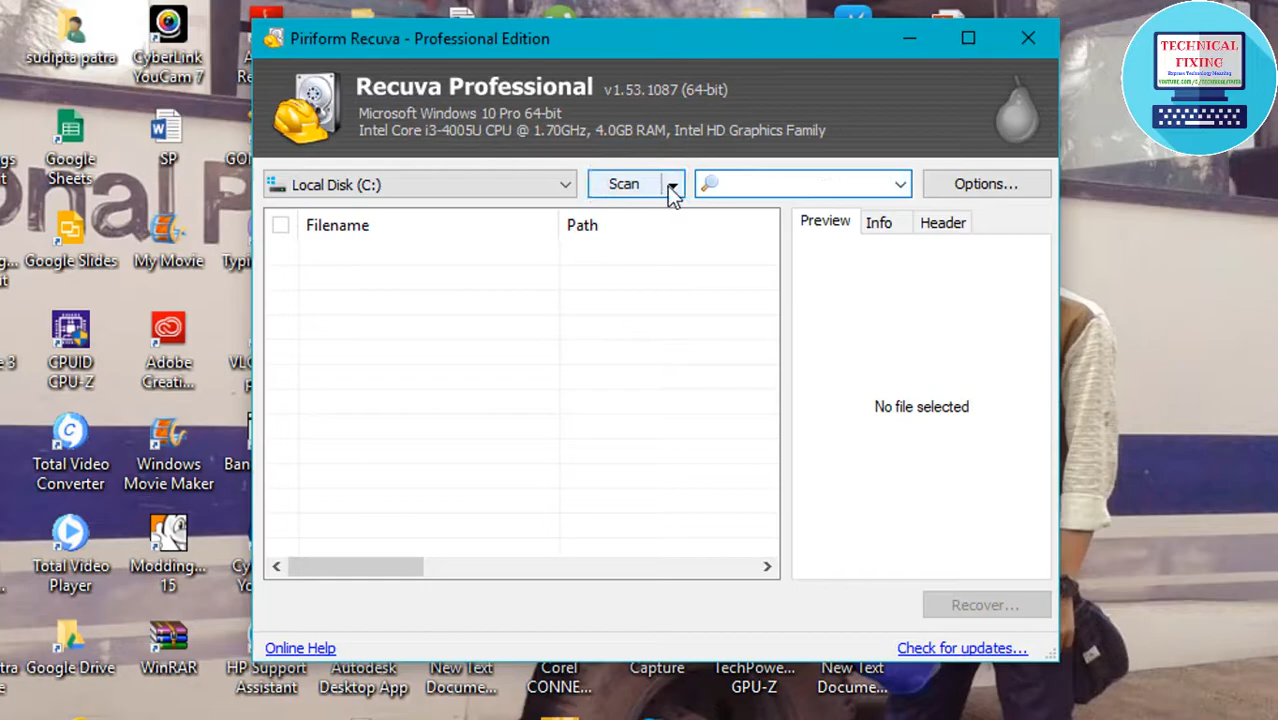 Piriform Recuva - Professional Edition
Recuva Professional v1.53.1087 (64-bit)
Microsoft Windows 10 Pro 64-bit
Intel Core i3-4005U CPU @ 1.70GHz, 4.0GB RAM, Intel HD Graphics Family
Local Disk (C:)
Scan
Options...
Filename
Path
Preview
Info
Header
No file selected
Recover...
Online Help
Check for updates...
TECHNICAL
FIXING
sudipta patra
CyberLink
YouCam 7
Google
Sheets
SP
Google Slides
My Movie
CPUID
GPU-Z
Adobe
Creati...
Total Video
Converter
Windows
Movie Maker
Total Video
Player
Modding...
15
Google Drive
WinRAR
HP Support
Assistant
Autodesk
Desktop App
New Text
Docume...
Corel
CONNE...
Capture
TechPowe...
GPU-Z
New Text
Docume...